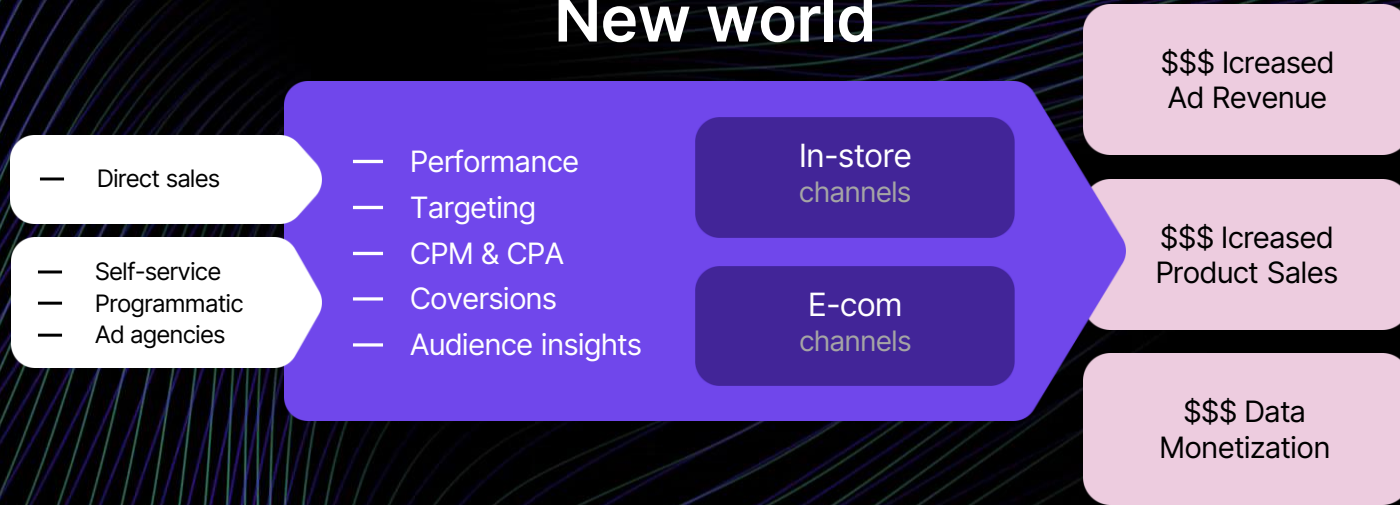 New world
— Direct sales
— Self-service
— Programmatic
— Ad agencies
— Performance
— Targeting
— CPM & CPA
— Coversions
— Audience insights
In-store
channels
E-com
channels
$$$ Icreased
Ad Revenue
$$$ Icreased
Product Sales
$$$ Data
Monetization